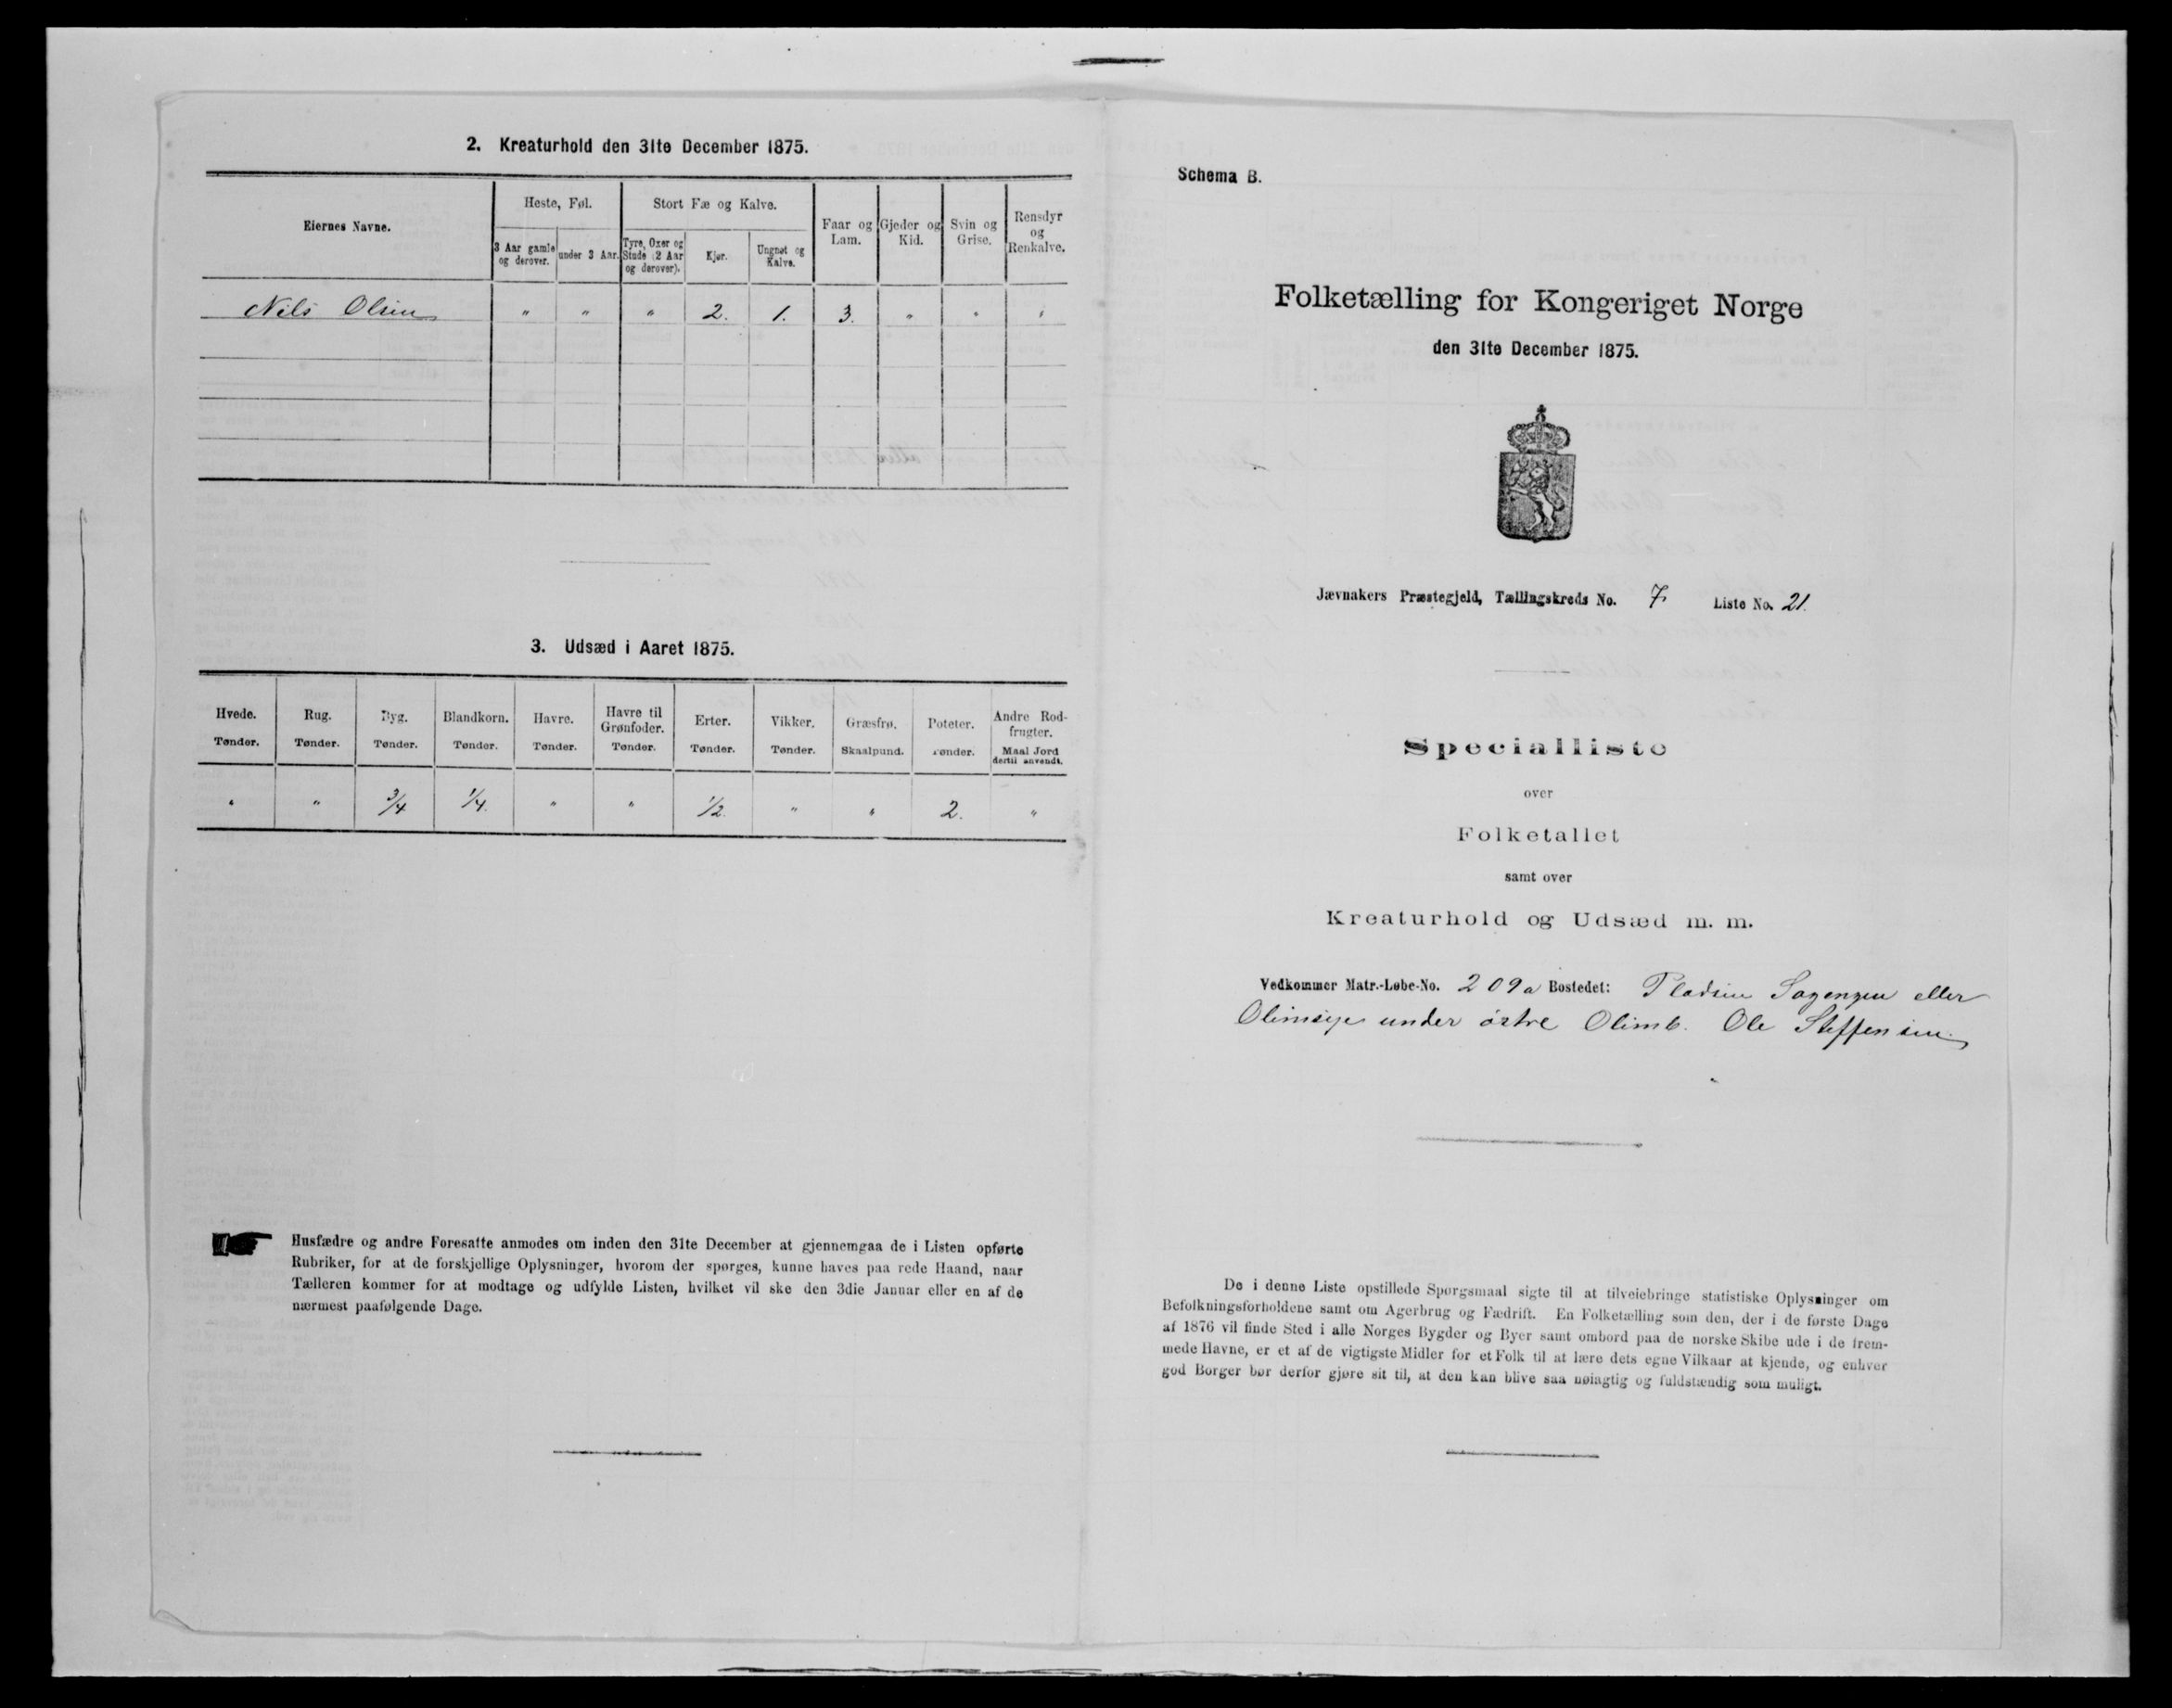 2. Kreaturhold den 31te December 1875.
Eiernes Navne.
Heste, Føl.
3 Aar gamle og derover.
under 3 Aar.
Stort Fæ og Kalve.
Tyre, Oxer og Stude (2 Aar og derover).
Kjør.
Ungnøt og Kalve.
Faar og Lam.
Gjeder og Kid.
Svin og Grise.
Rensdyr og Renkalve.
Nils Olsen " " " 2. 1. 3. " " "
3. Udsæd i Aaret 1875.
Hvede. Rug. Byg. Blandkorn. Havre. Havre til Grønfoder. Erter. Vikker. Græsfrø. Poteter. Andre Rod-frugter.
Tønder. Tønder. Tønder. Tønder. Tønder. Tønder. Tønder. Tønder. Skaalpund. Tønder. Maal Jord dertil anvendt.
" " 3/4 1/4. " " 1/2. " " 2. "
Husfædre og andre Foresatte anmodes om inden den 31te December at gjennemgaa de i Listen opførte
Rubriker, for at de forskjellige Oplysninger, hvorom der spørges, kunne haves paa rede Haand, naar
Tælleren kommer for at modtage og udfylde Listen, hvilket vil ske den 3die Januar eller en af de
nærmest paafølgende Dage.
Schema B.
Folketælling for Kongeriget Norge
den 31te December 1875.
Jævnakers Præstegjeld, Tællingskreds No. 7. Liste No. 21.
Specialliste
over
Folketallet
samt over
Kreaturhold og Udsæd m. m.
Vedkommer Matr.-Løbe-No. 209a Bostedet: Pladsen eller
under östre Olimb. Ole Steffensen.
De i denne Liste opstillede Spørgsmaal sigte til at tilveiebringe statistiske Oplysninger om
Befolkningsforholdene samt om Agerbrug og Fædrift. En Folketælling som den, der i de første Dage
af 1876 vil finde Sted i alle Norges Bygder og Byer samt ombord paa de norske Skibe ude i de frem-
mede Havne, er et af de vigtigste Midler for et Folk til at lære dets egne Vilkaar at kjende, og enhver
god Borger bør derfor gjøre sit til, at den kan blive saa nøiagtig og fuldstændig som muligt.